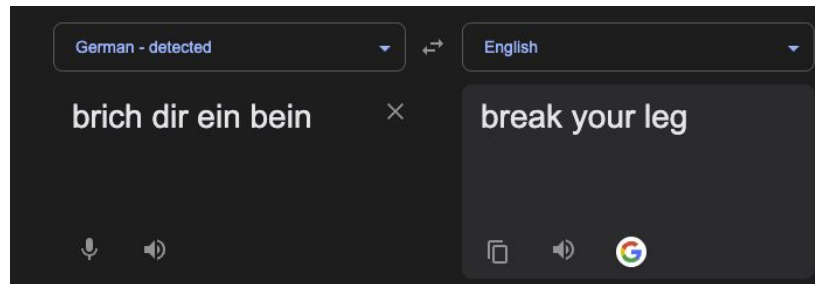 German - detected
English
brich dir ein bein
break your leg